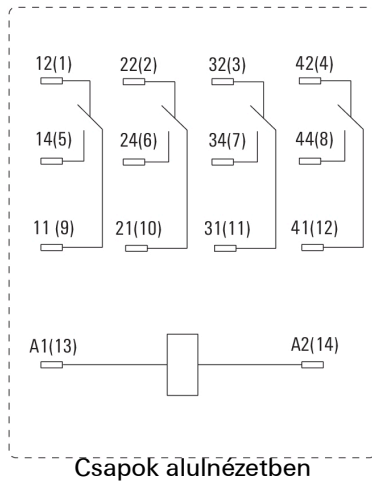 12(1) 22(2) 32(3) 42(4)
14(5) 24(6) 34(7) 44(8)
11 (9) 21(10) 31(11) 41(12)
A1(13) A2(14)
Csapok alulnézetben